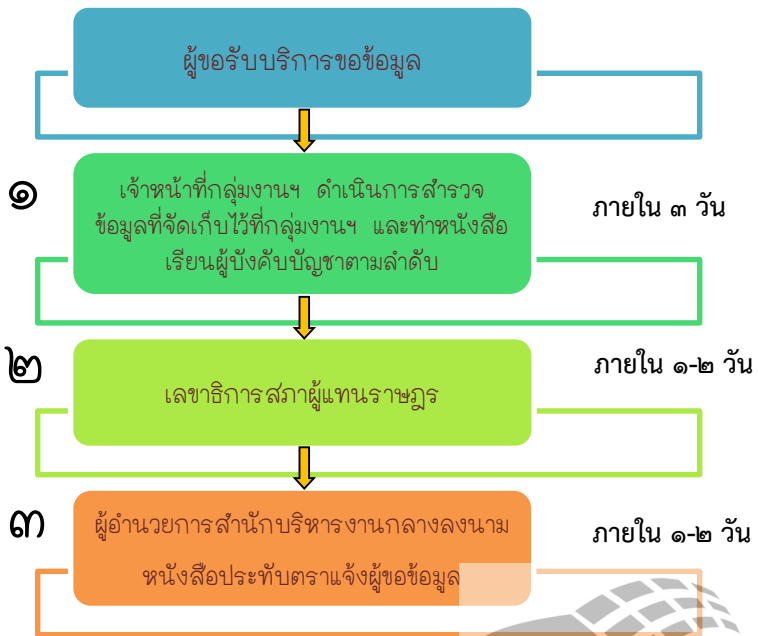 ผู้ขอรับบริการขอข้อมูล
๑
เจ้าหน้าที่กลุ่มงานฯ ดำเนินการสำรวจ
ข้อมูลที่จัดเก็บไว้ที่กลุ่มงานฯ และทำหนังสือ
เรียนผู้บังคับบัญชาตามลำดับ
ภายใน ๓ วัน
๒
เลขาธิการสภาผู้แทนราษฎร
ภายใน ๑-๒ วัน
๓
ผู้อำนวยการสำนักบริหารงานกลางลงนาม
หนังสือประทับตราแจ้งผู้ขอข้อมูล
ภายใน ๑-๒ วัน